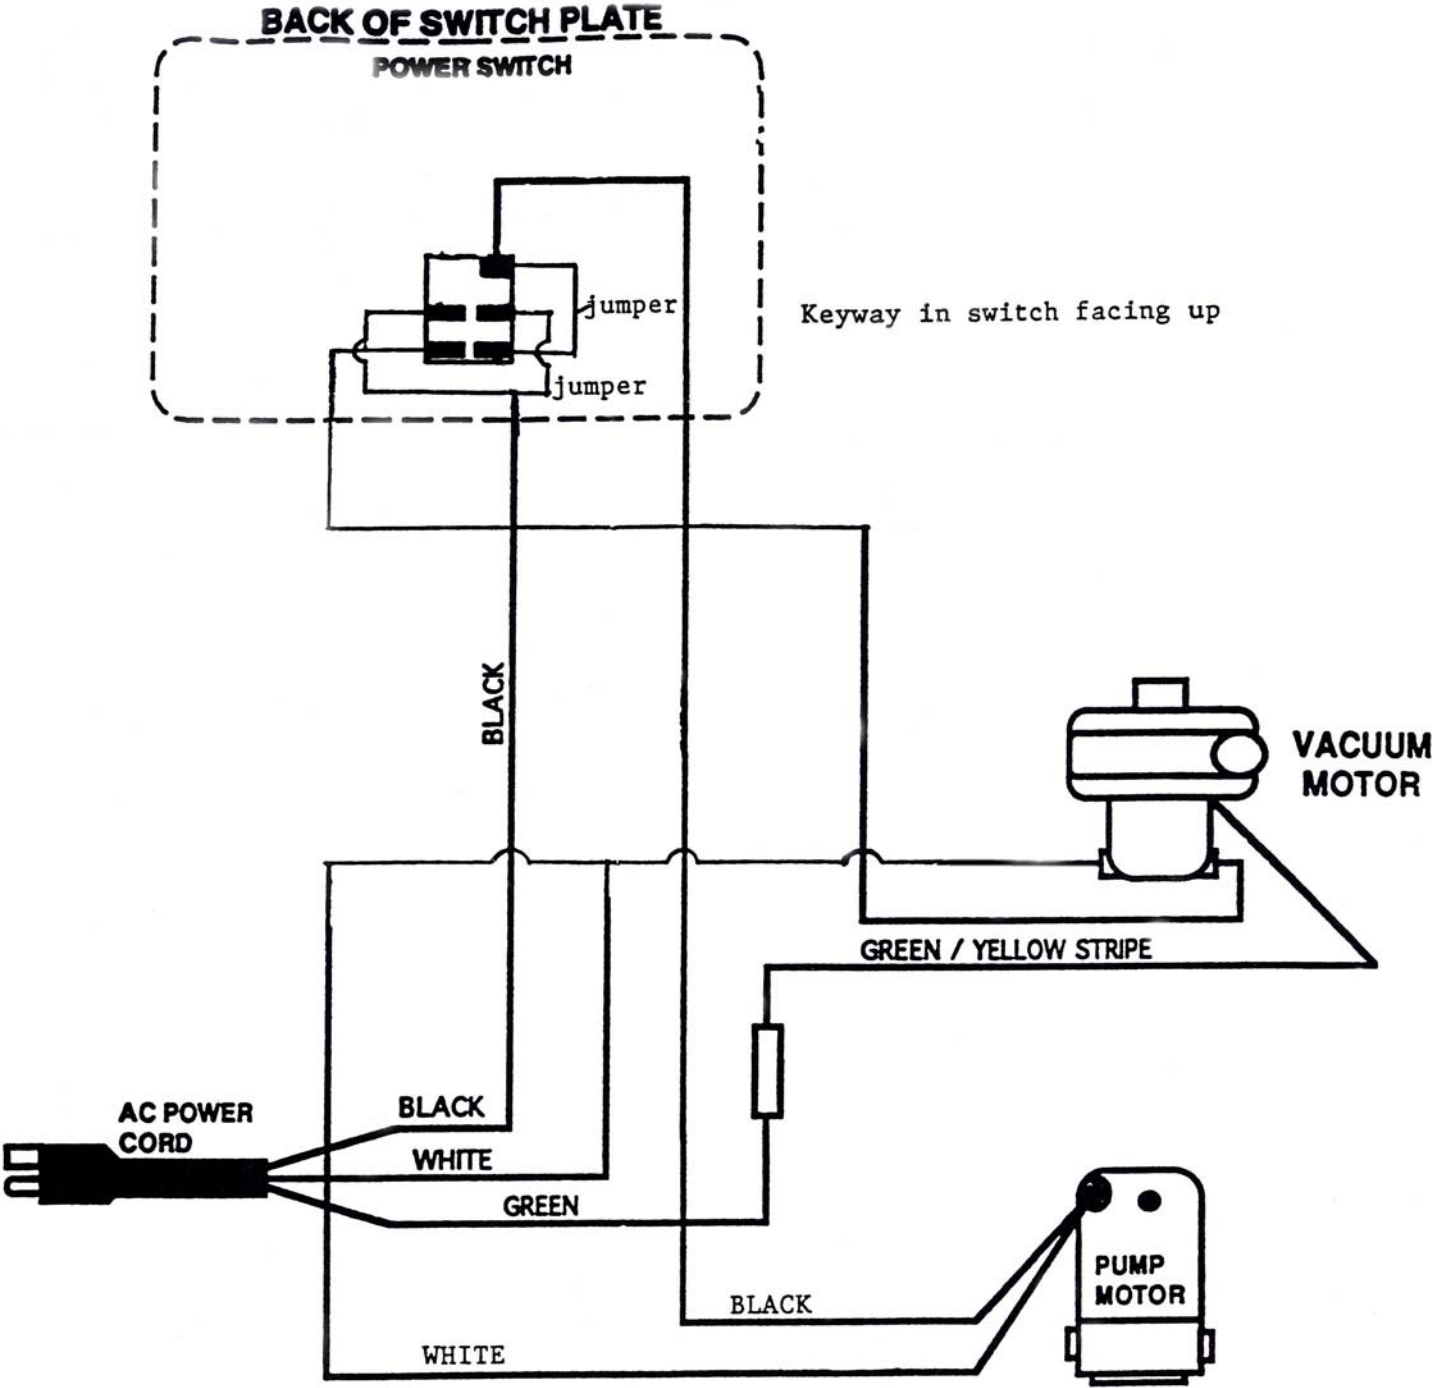 BACK OF SWITCH PLATE
POWER SWITCH
jumper
Keyway in switch facing up
jumper
BLACK
VACUUM
MOTOR
GREEN / YELLOW STRIPE
AC POWER
CORD
BLACK
WHITE
GREEN
PUMP
MOTOR
BLACK
WHITE